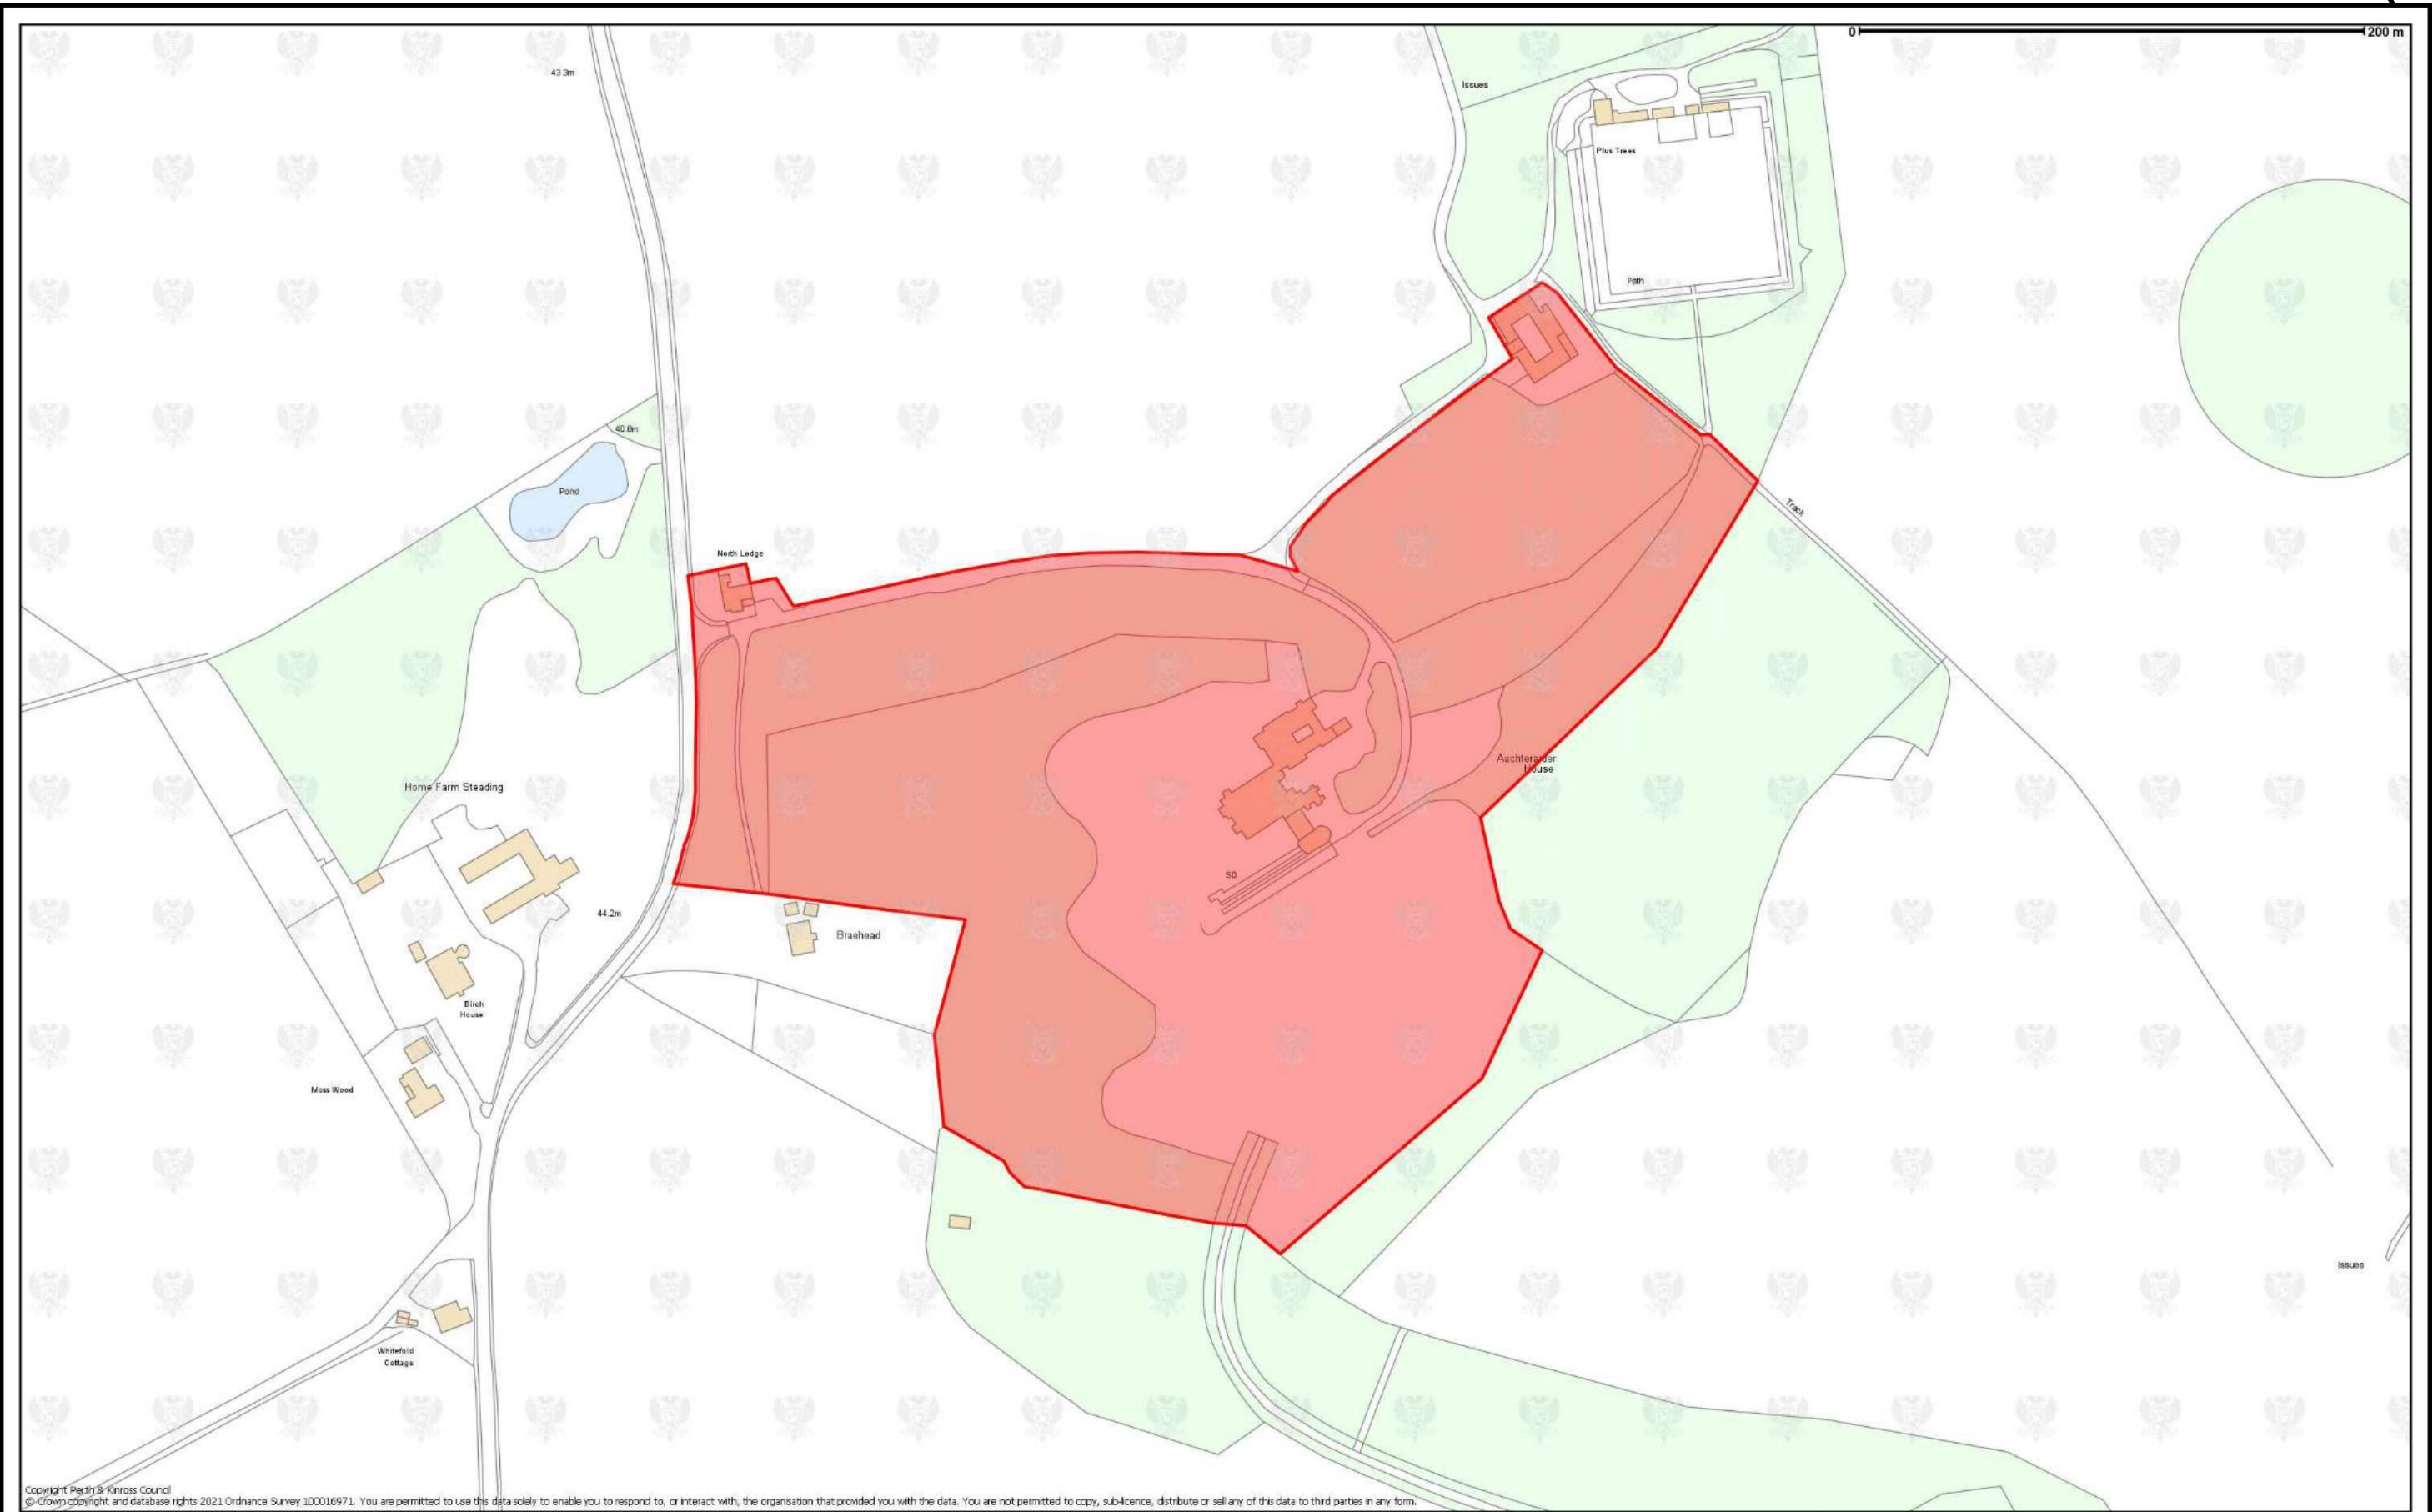 0
200 m
43.3m
Issues
Plus Trees
Path
40.8m
Pond
Track
North Lodge
Auchterarder
House
Home Farm Steading
SD
44.2m
Braehead
Birch
House
Moss Wood
Issues
Whitefold
Cottage
Copyright Perth & Kinross Council
© Crown copyright and database rights 2021 Ordnance Survey 100016971. You are permitted to use this data solely to enable you to respond to, or interact with, the organisation that provided you with the data. You are not permitted to copy, sub-licence, distribute or sell any of this data to third parties in any form.